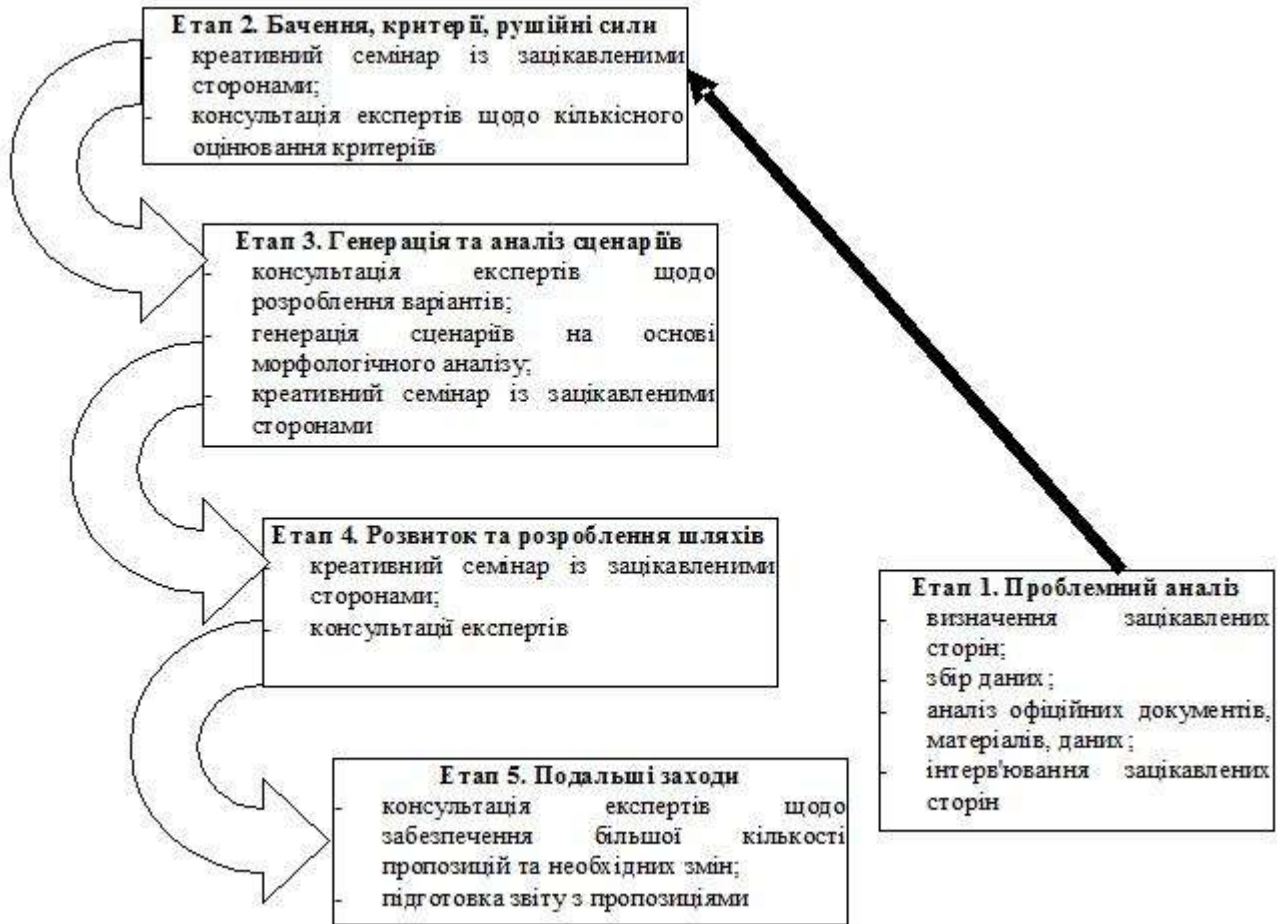 Етап 2. Бачення, критерії, рушійні сили
- креативний семінар із зацікавленими
сторонами;
- консультація експертів щодо кількісного
оцінювання критеріїв
Етап 3. Генерація та аналіз сценаріїв
- консультація експертів щодо
розроблення варіантів;
- генерація сценаріїв на основі
морфологічного аналізу;
- креативний семінар із зацікавленими
сторонами
Етап 4. Розвиток та розроблення шляхів
- креативний семінар із зацікавленими
сторонами;
- консультації експертів
Етап 1. Проблемний аналіз
- визначення зацікавлених
сторін;
- збір даних;
- аналіз офіційних документів,
матеріалів, даних;
- інтерв'ювання зацікавлених
сторін
Етап 5. Подальші заходи
- консультація експертів щодо
забезпечення більшої кількості
пропозицій та необхідних змін;
- підготовка звіту з пропозиціями